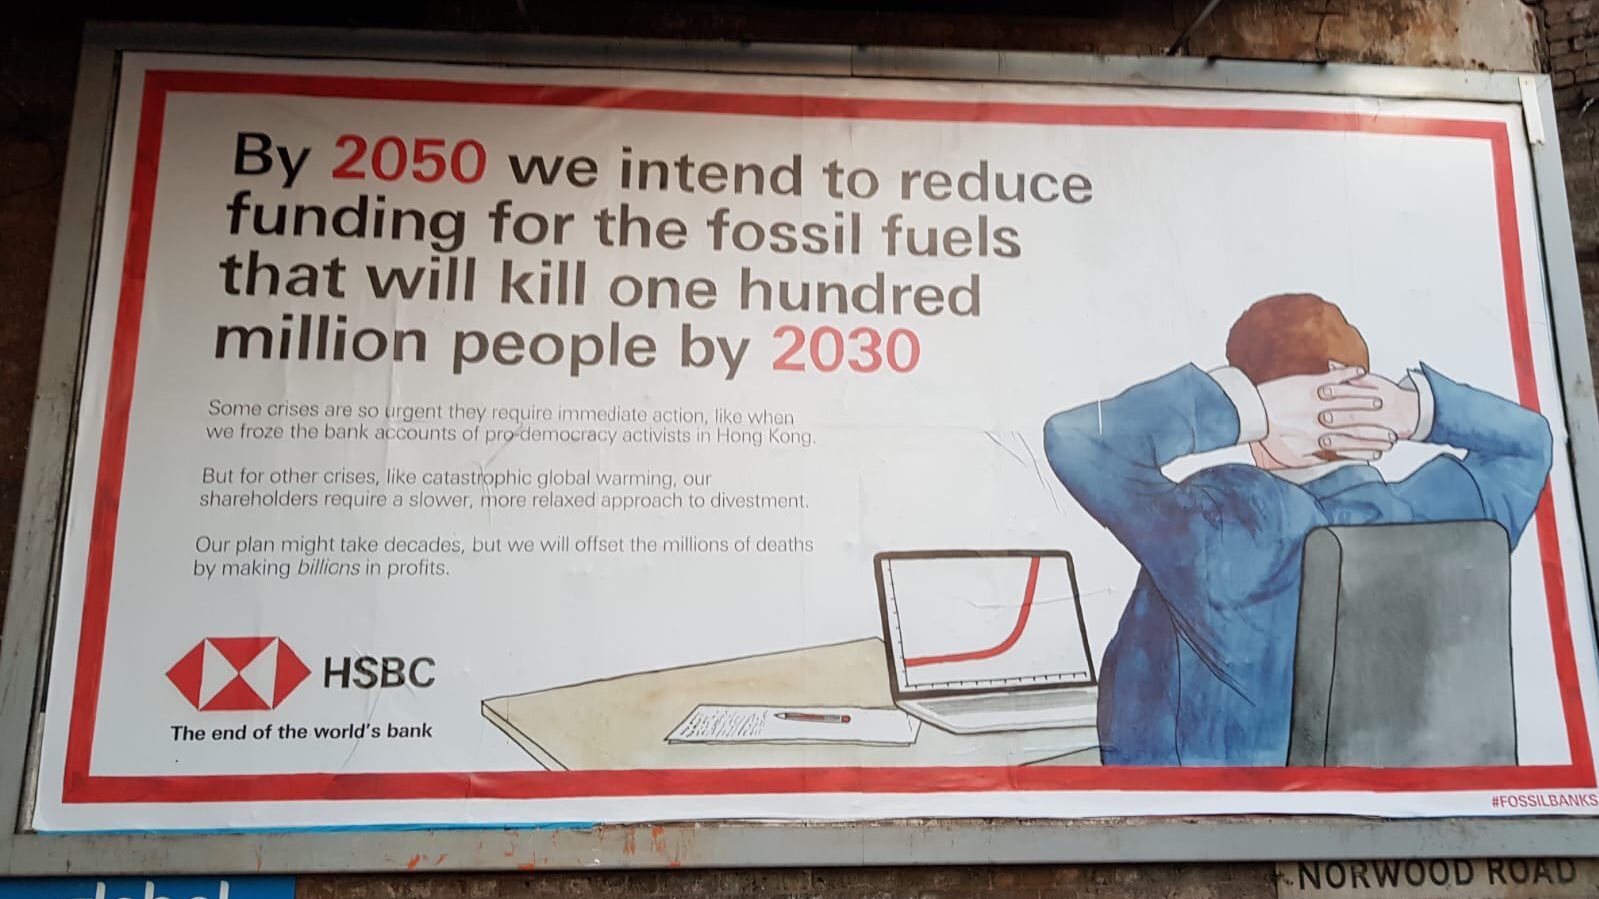 By 2050 we intend to reduce
funding for the fossil fuels
that will kill one hundred
million people by 2030
Some crises are so urgent they require immediate action, like when
we froze the bank accounts of pro-democracy activists in Hong Kong.
But for other crises, like catastrophic global warming, our
shareholders require a slower, more relaxed approach to divestment.
Our plan might take decades, but we will offset the millions of deaths
by making billions in profits.
HSBC
The end of the world's bank
#FOSSILBANKS
NORWOOD ROAD